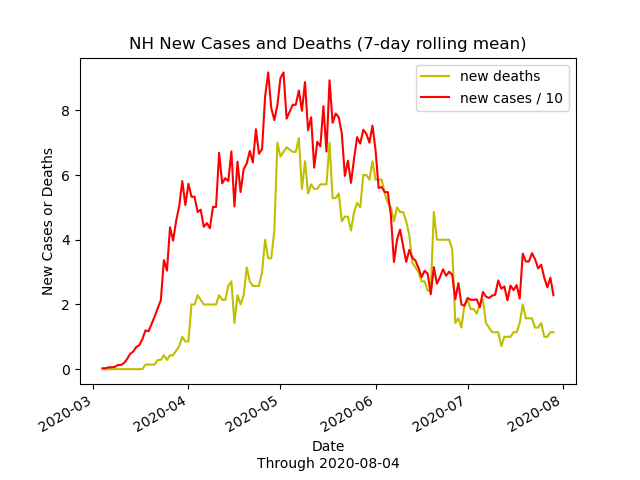 NH New Cases and Deaths (7-day rolling mean)
new deaths
new cases / 10
New Cases or Deaths
8
6
4
2
0
2020-03
2020-04
2020-05
2020-06
2020-07
2020-08
Date
Through 2020-08-04